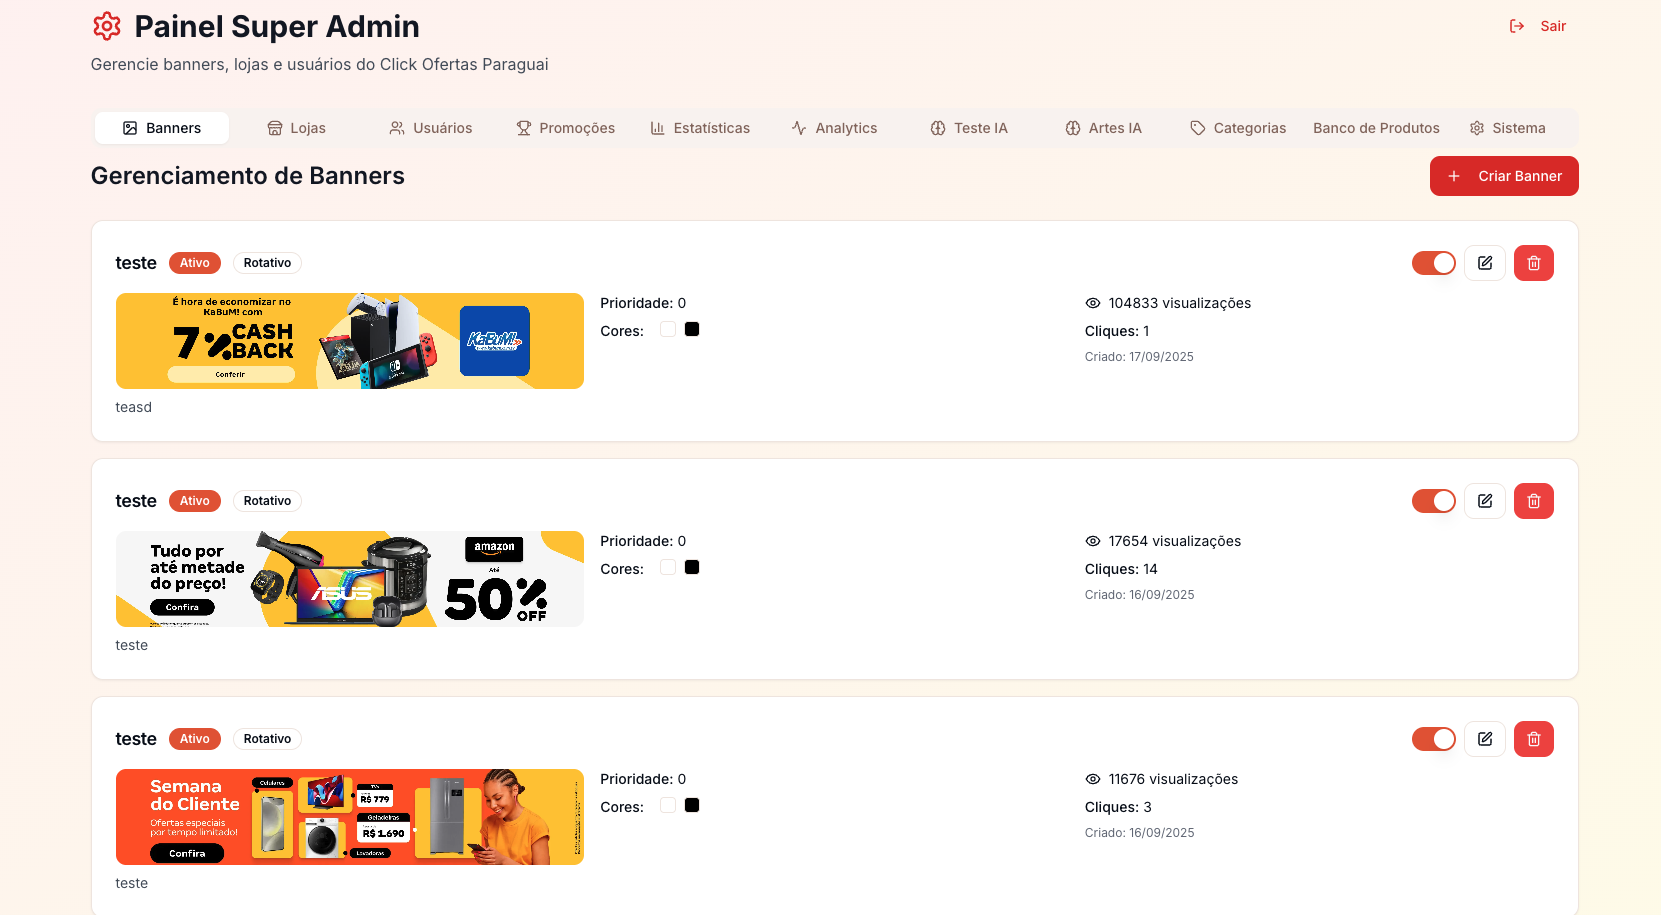 Painel Super Admin
Sair
Gerencie banners, lojas e usuários do Click Ofertas Paraguai
Banners
Lojas
Usuários
Promoções
Estatísticas
Analytics
Teste IA
Artes IA
Categorias
Banco de Produtos
Sistema
Gerenciamento de Banners
Criar Banner
teste
Ativo
Rotativo
É hora de economizar no
KaBuM! com
7% CASH
BACK
Conferir
KaBuM!
Prioridade: 0
Cores:
104833 visualizações
Cliques: 1
Criado: 17/09/2025
teasd
teste
Ativo
Rotativo
Tudo por
até metade
do preço!
Confira
ASUS
amazon
Até
50%
OFF
Prioridade: 0
Cores:
17654 visualizações
Cliques: 14
Criado: 16/09/2025
teste
teste
Ativo
Rotativo
Semana
do Cliente
Ofertas especiais
por tempo limitado!
Confira
Celulares
TVs
R$ 779
Geladeiras
R$ 1.690
Lavadoras
Prioridade: 0
Cores:
11676 visualizações
Cliques: 3
Criado: 16/09/2025
teste